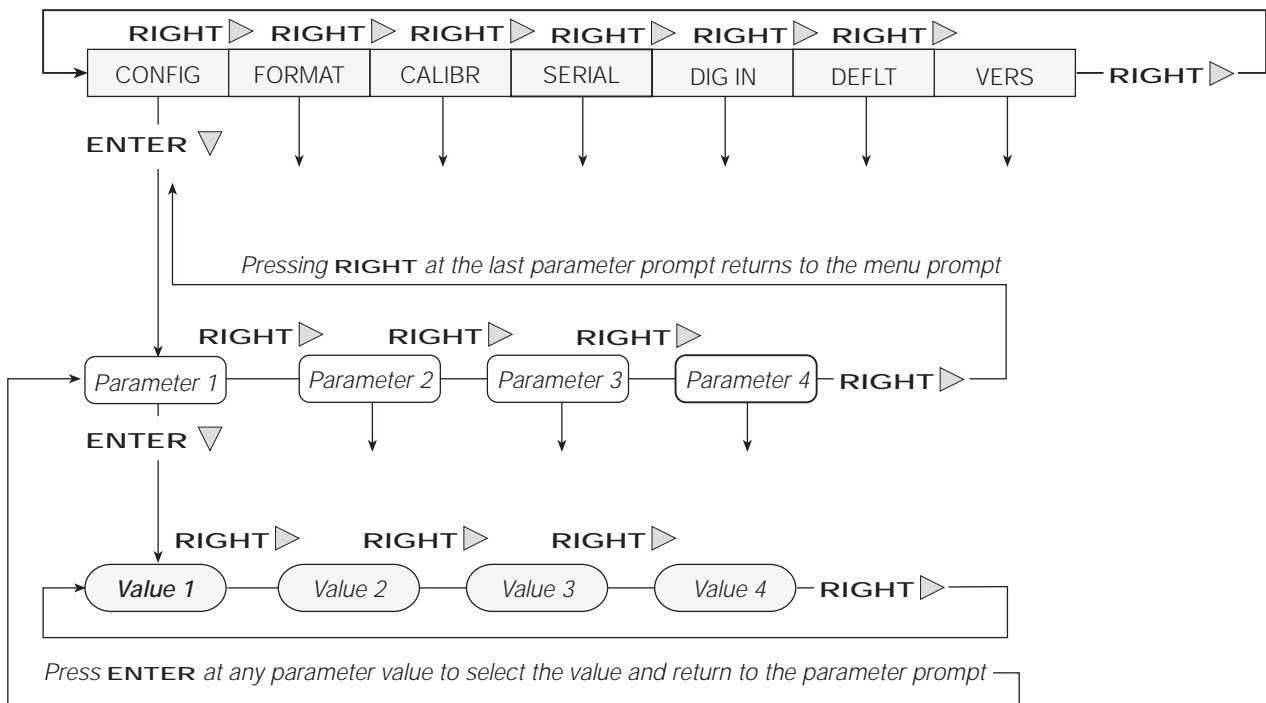 RIGHT RIGHT RIGHT RIGHT RIGHT RIGHT
CONFIG FORMAT CALIBR SERIAL DIG IN DEFLT VERS RIGHT
ENTER
Pressing RIGHT at the last parameter prompt returns to the menu prompt
RIGHT RIGHT RIGHT
Parameter 1 Parameter 2 Parameter 3 Parameter 4 RIGHT
ENTER
RIGHT RIGHT RIGHT
Value 1 Value 2 Value 3 Value 4 RIGHT
Press ENTER at any parameter value to select the value and return to the parameter prompt